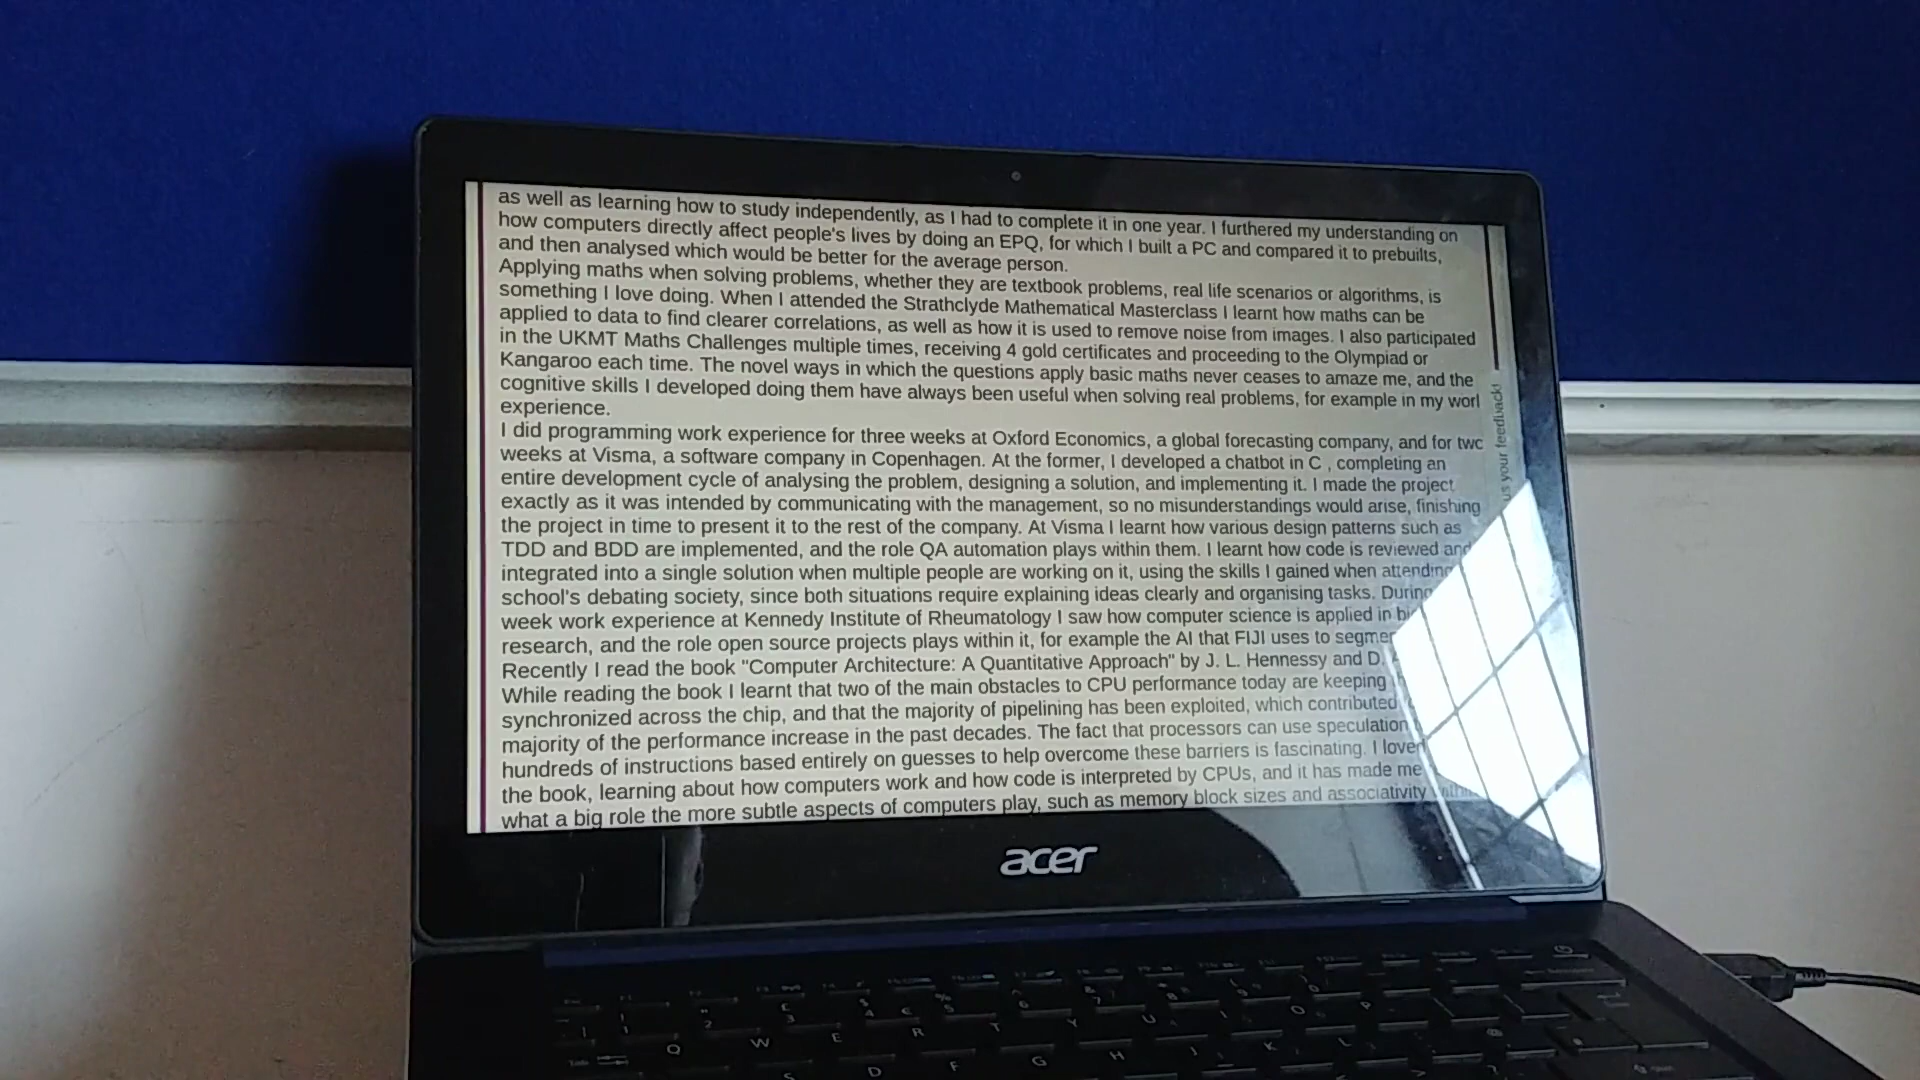 as well as learning how to study independently, as I had to complete it in one year. I furthered my understanding on
how computers directly affect people's lives by doing an EPQ, for which I built a PC and compared it to prebuilts,
and then analysed which would be better for the average person.
Applying maths when solving problems, whether they are textbook problems, real life scenarios or algorithms, is
something I love doing. When I attended the Strathclyde Mathematical Masterclass I learnt how maths can be
applied to data to find clearer correlations, as well as how it is used to remove noise from images. I also participated
in the UKMT Maths Challenges multiple times, receiving 4 gold certificates and proceeding to the Olympiad or
Kangaroo each time. The novel ways in which the questions apply basic maths never ceases to amaze me, and the
cognitive skills I developed doing them have always been useful when solving real problems, for example in my
experience.
I did programming work experience for three weeks at Oxford Economics, a global forecasting company, and for
weeks at Visma, a software company in Copenhagen. At the former, I developed a chatbot in C , completing an
entire development cycle of analysing the problem, designing a solution, and implementing it. I made the project
exactly as it was intended by communicating with the management, so no misunderstandings would arise, finishing
the project in time to present it to the rest of the company. At Visma I learnt how various design patterns such as
TDD and BDD are implemented, and the role QA automation plays within them. I learnt how code is reviewed and
integrated into a single solution when multiple people are working on it, using the skills I gained when attending
school's debating society, since both situations require explaining ideas clearly and organising tasks. During
week work experience at Kennedy Institute of Rheumatology I saw how computer science is applied in
research, and the role open source projects plays within it, for example the AI that FIJI uses to
Recently I read the book "Computer Architecture: A Quantitative Approach" by J. L. Hennessy and D.
While reading the book I learnt that two of the main obstacles to CPU performance today are keeping
synchronized across the chip, and that the majority of pipelining has been exploited, which contributed
majority of the performance increase in the past decades. The fact that processors can use speculation
hundreds of instructions based entirely on guesses to help overcome these barriers is fascinating. I
the book, learning about how computers work and how code is interpreted by CPUs, and it has made me
what a big role the more subtle aspects of computers play, such as memory block sizes and associativity
us your feedback!
acer
Q W E R T Y U I O P
S D F G H J K L